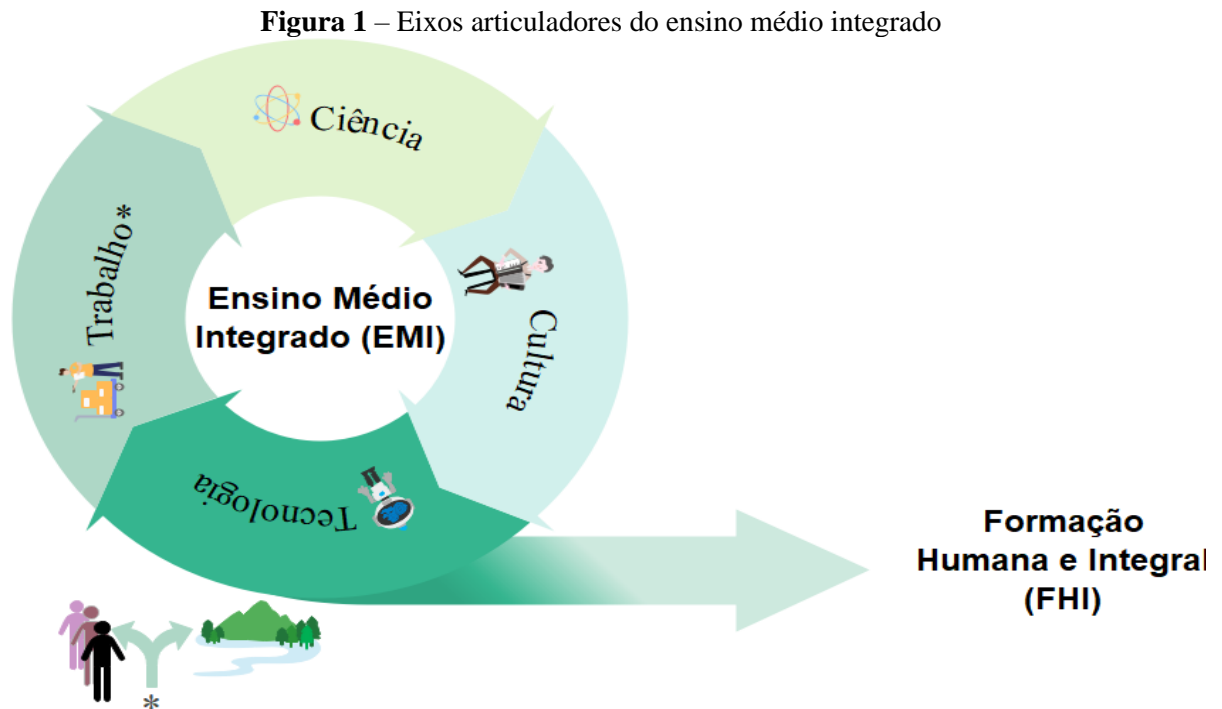 Figura 1 – Eixos articuladores do ensino médio integrado
Ciência
Trabalho*
Ensino Médio
Integrado (EMI)
Cultura
Tecnologia
Formação
Humana e Integral
(FHI)
*